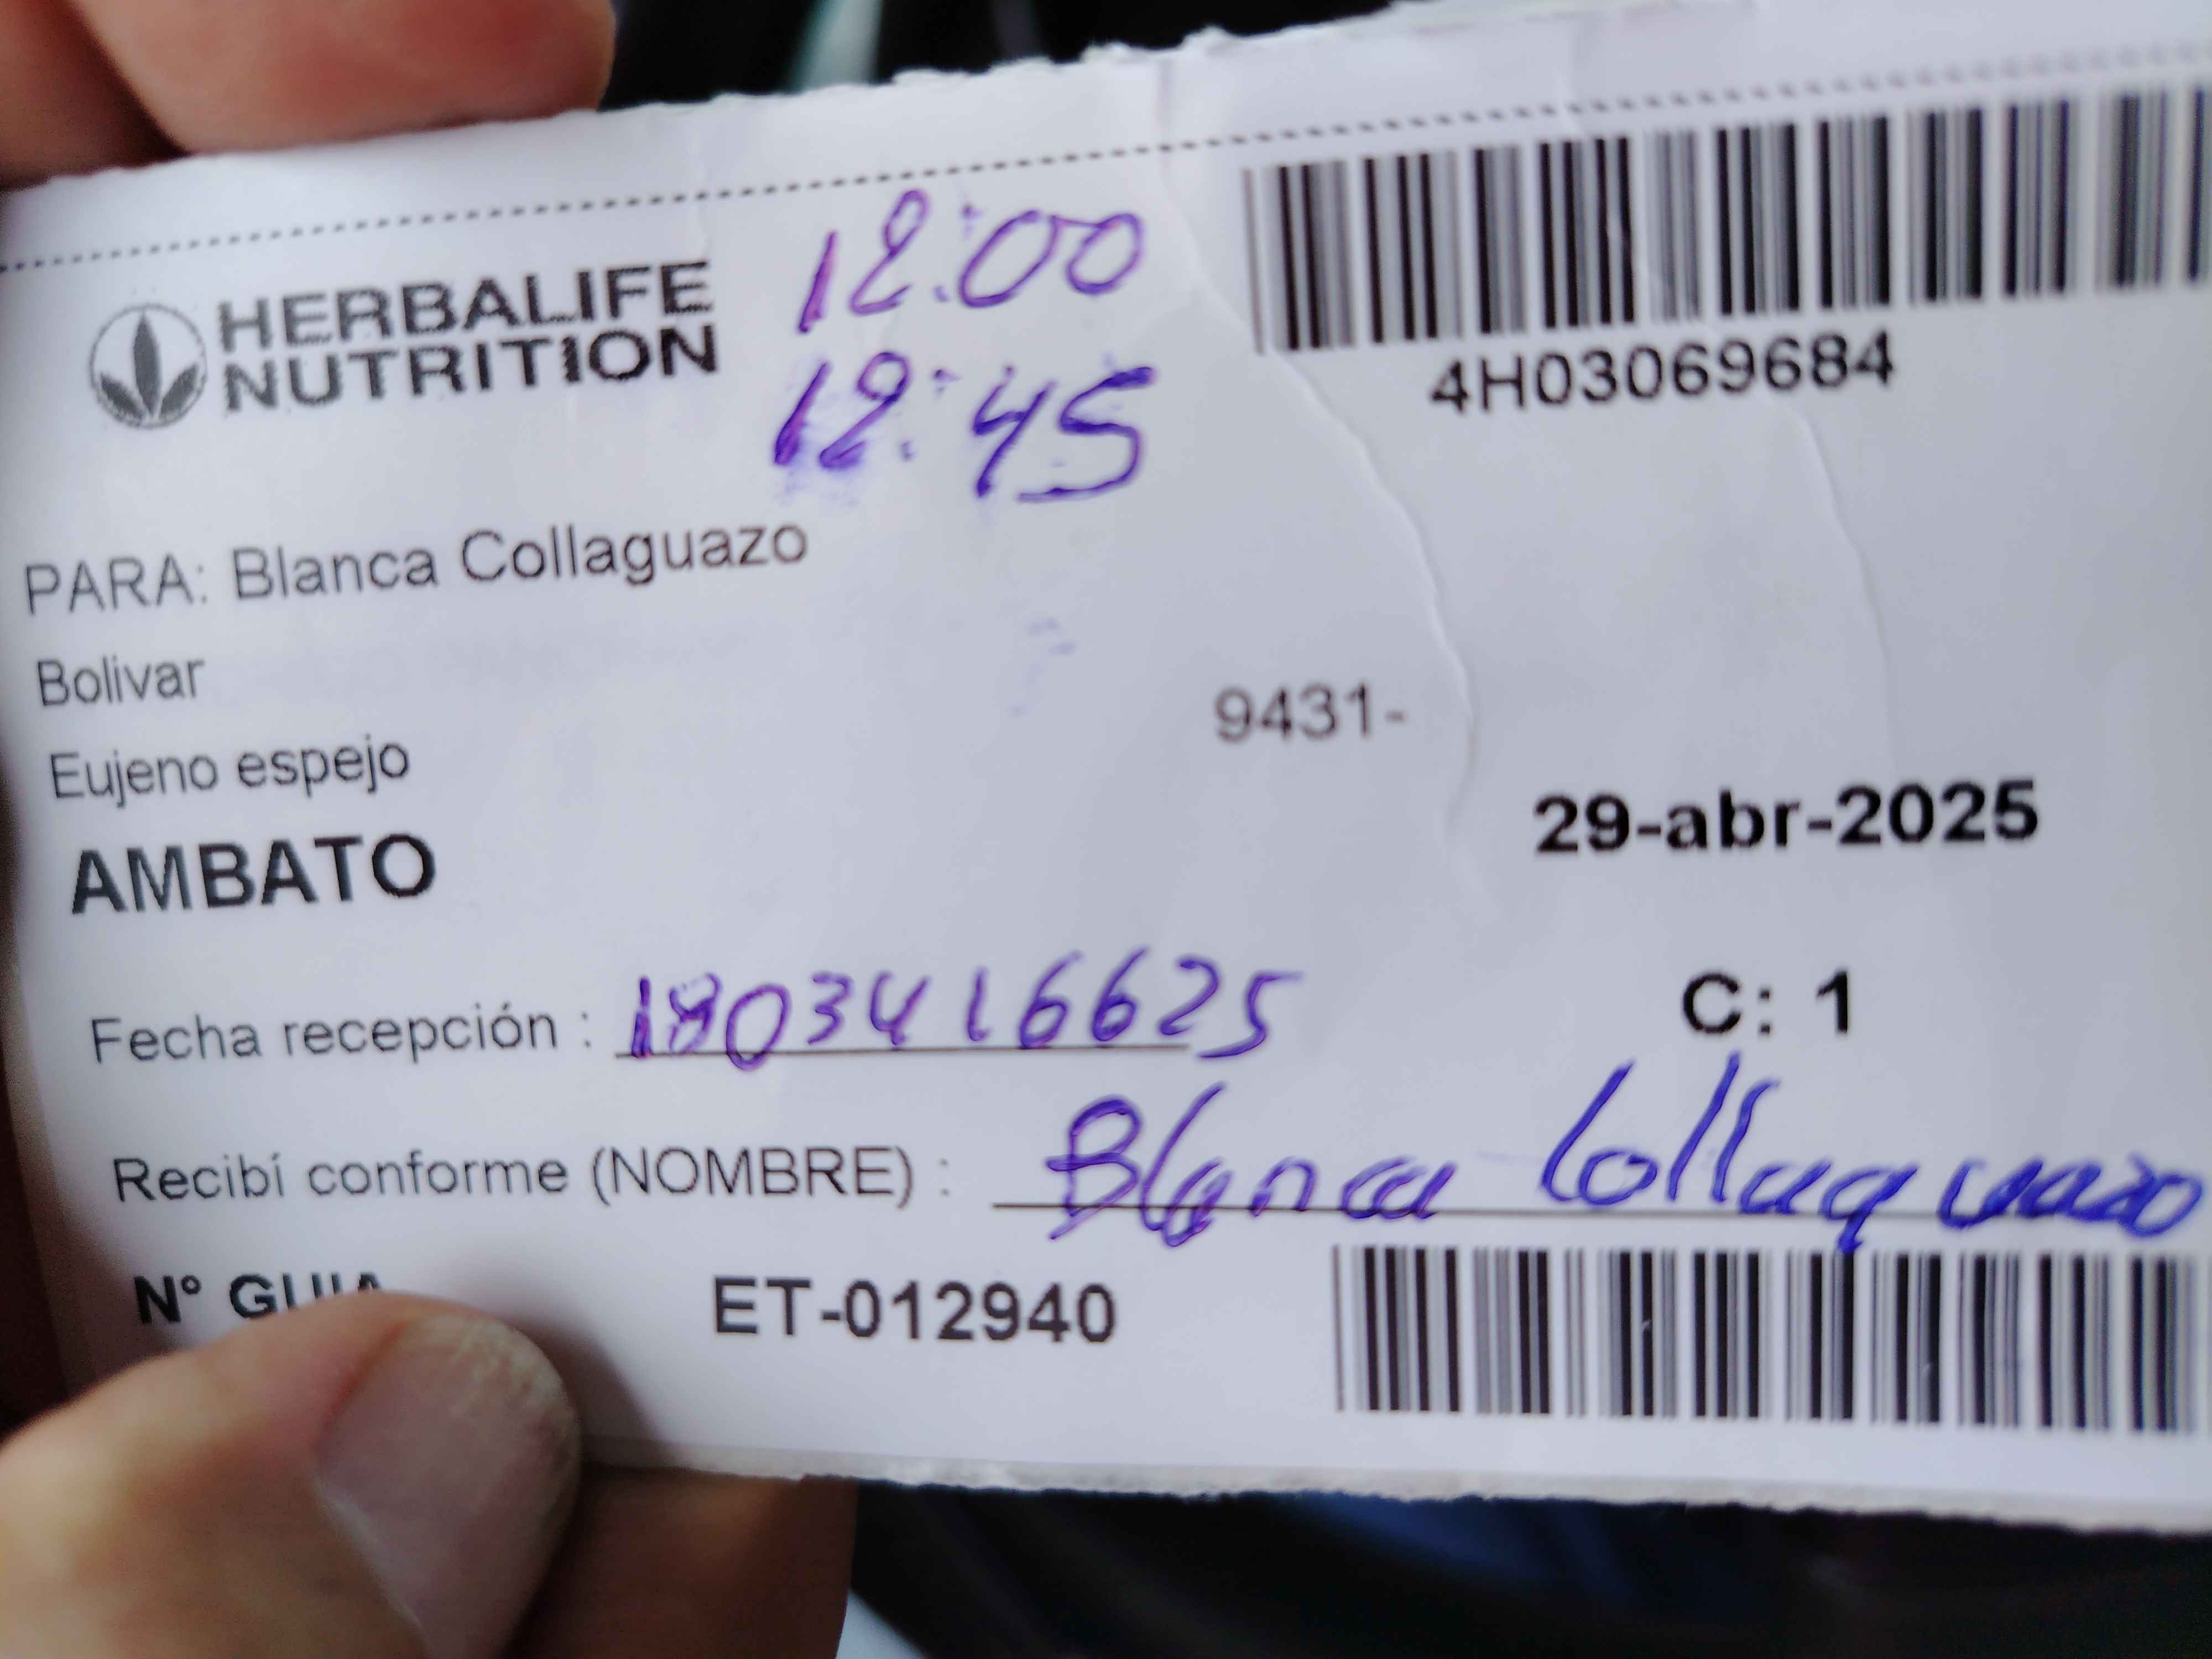 HERBALIFE
NUTRITION
12:00
12:45
4H03069684
PARA: Blanca Collaguazo
Bolivar
9431-
Eujeno espejo
29-abr-2025
AMBATO
Fecha recepción : 1803416625
C: 1
Recibí conforme (NOMBRE) : Blanca Collaguazo
N° GUIA ET-012940